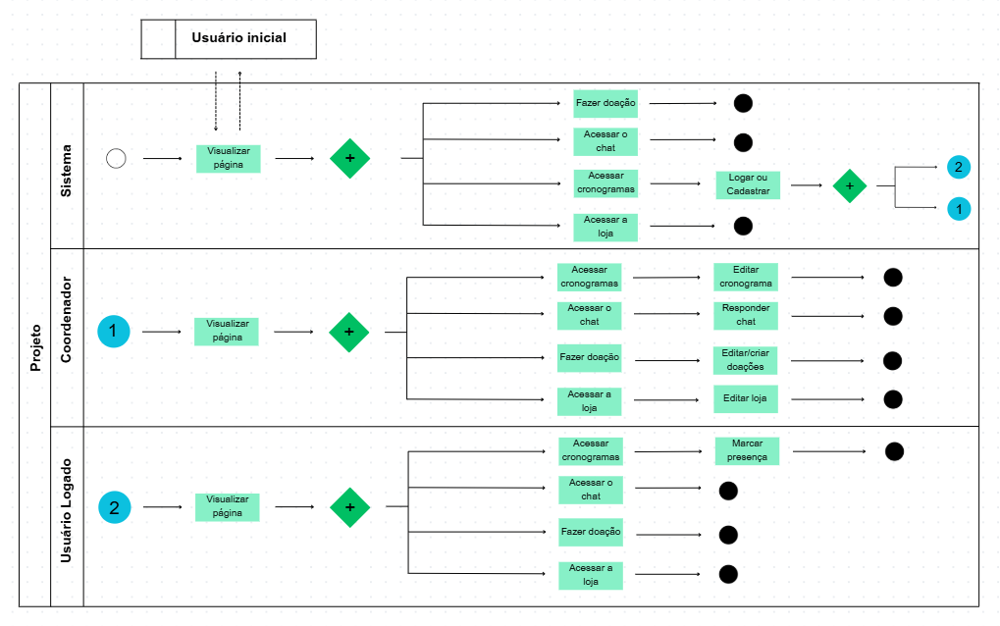 Usuário inicial
Projeto
Sistema
Visualizar
página
+
Fazer doação
Acessar o
chat
Acessar
cronogramas
Logar ou
Cadastrar
+
2
1
Acessar a
loja
Coordenador
1
Visualizar
página
+
Acessar
cronogramas
Editar
cronograma
Acessar o
chat
Responder
chat
Fazer doação
Editar/criar
doações
Acessar a
loja
Editar loja
Usuário Logado
2
Visualizar
página
+
Acessar
cronogramas
Marcar
presença
Acessar o
chat
Fazer doação
Acessar a
loja